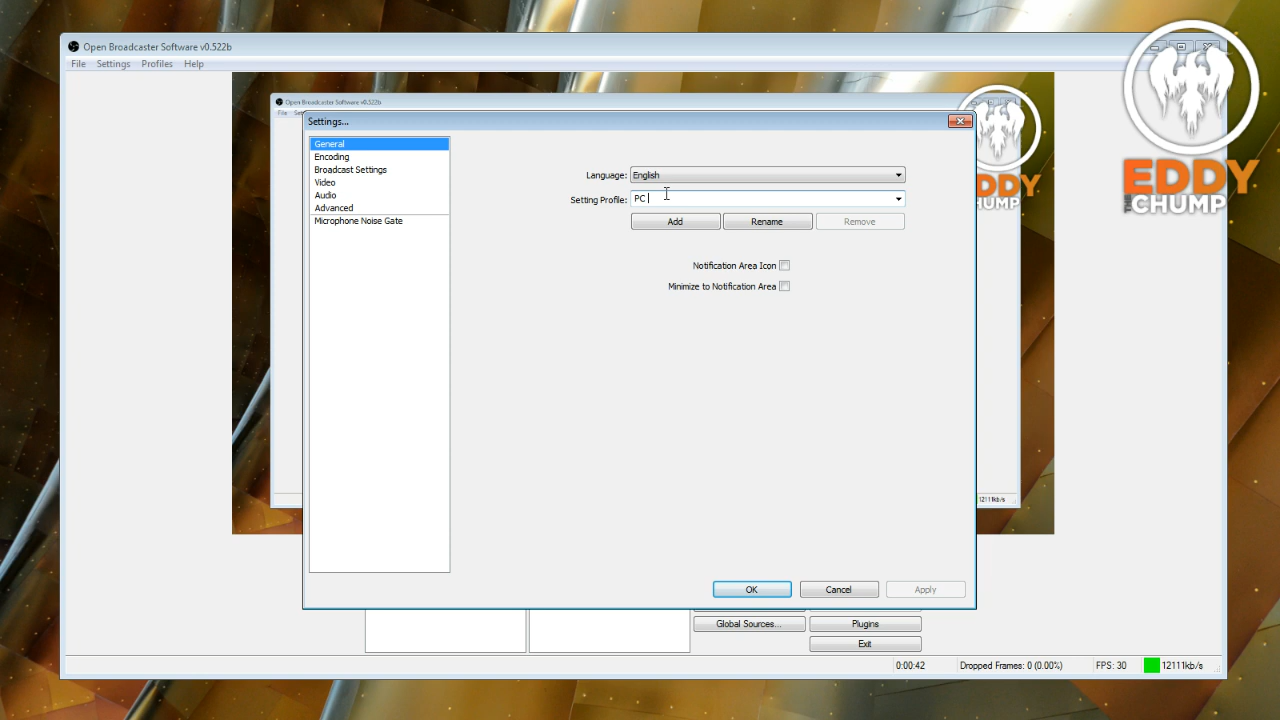 Open Broadcaster Software v0.522b
File Settings Profiles Help
EDDY
THE CHUMP
Open Broadcaster Software v0.522b
File
DDY
HUMP
Settings...
General
Encoding
Broadcast Settings
Video
Audio
Advanced
Microphone Noise Gate
Language: English
Setting Profile: PC
Add Rename Remove
Notification Area Icon
Minimize to Notification Area
12111kb/s
OK Cancel Apply
Global Sources... Plugins
Exit
0:00:42 Dropped Frames: 0 (0.00%) FPS: 30 12111kb/s